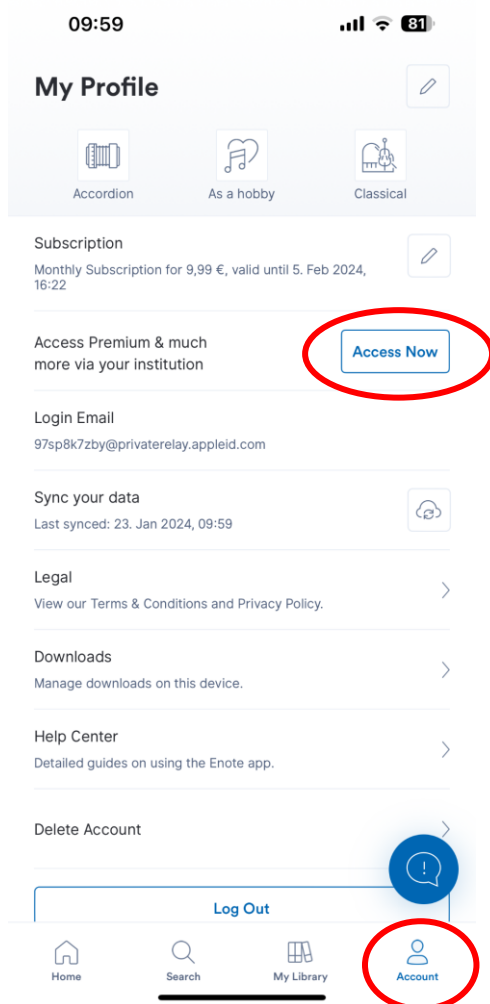 09:59
81
My Profile
Accordion
As a hobby
Classical
Subscription
Monthly Subscription for 9,99 €, valid until 5. Feb 2024,
16:22
Access Premium & much
more via your institution
Access Now
Login Email
97sp8k7zby@privaterelay.appleid.com
Sync your data
Last synced: 23. Jan 2024, 09:59
Legal
View our Terms & Conditions and Privacy Policy.
Downloads
Manage downloads on this device.
Help Center
Detailed guides on using the Enote app.
Delete Account
Log Out
Home
Search
My Library
Account